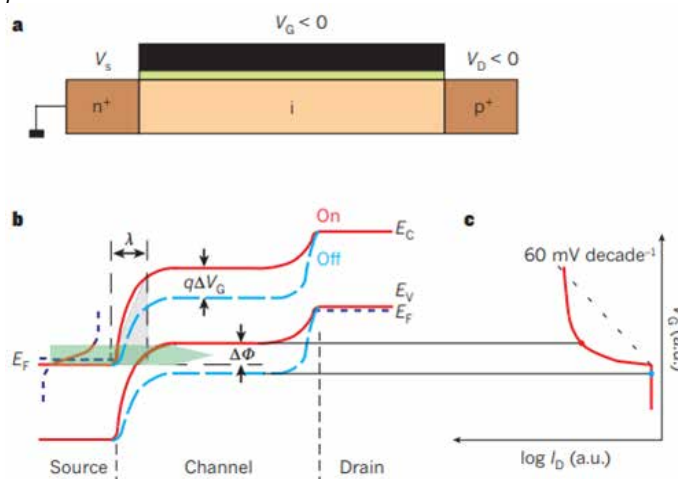 a
V_G < 0
V_s
V_D < 0
n⁺
i
p⁺
b
c
λ
On
Off
E_C
qΔV_G
E_V
E_F
E_F
ΔΦ
60 mV decade⁻¹
V_G (a.u.)
log I_D (a.u.)
Source
Channel
Drain